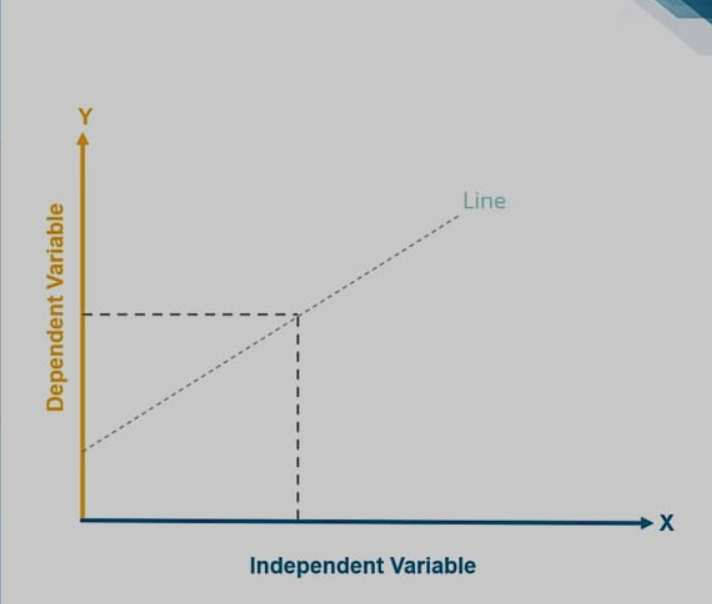 Y
Line
Dependent Variable
X
Independent Variable